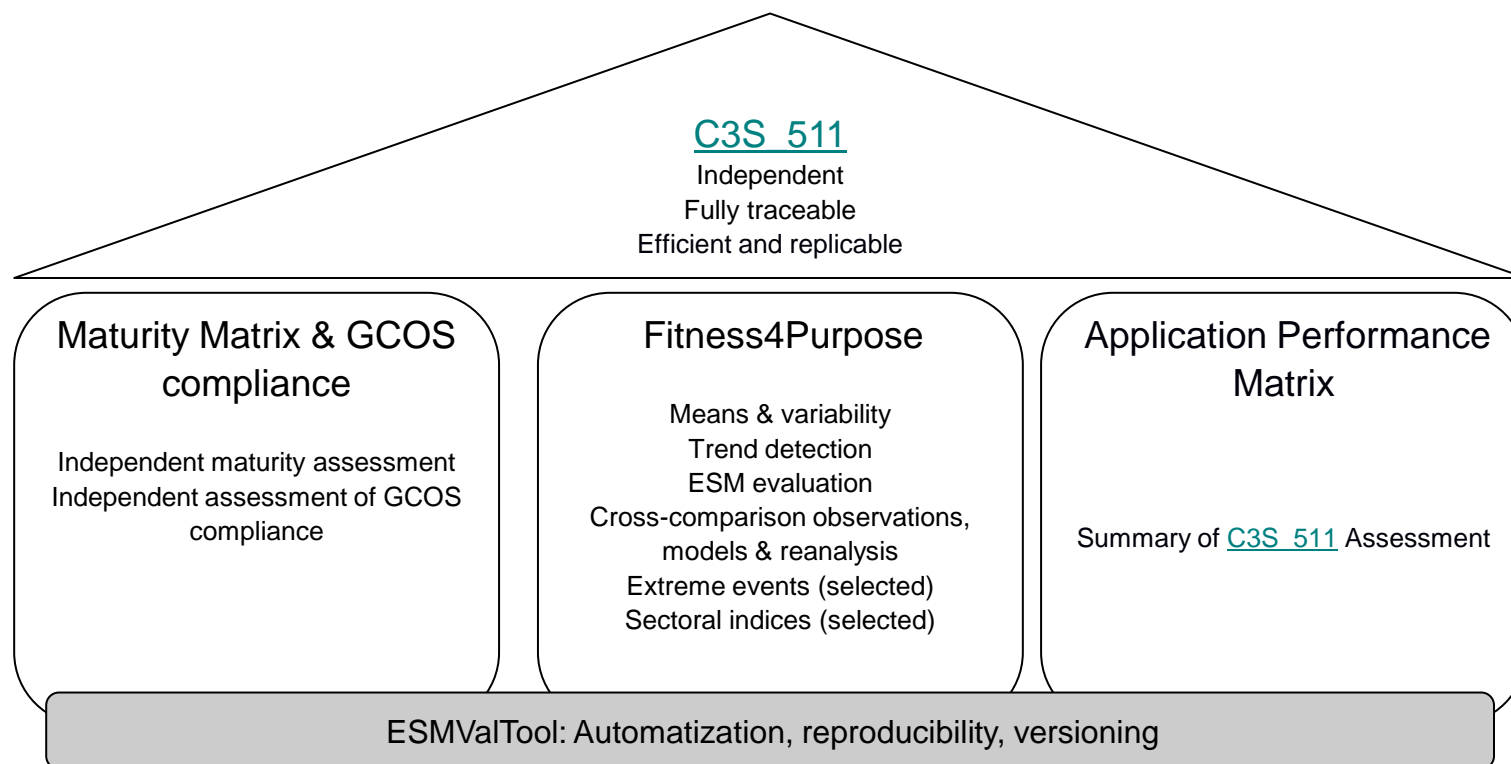 C3S_511
Independent
Fully traceable
Efficient and replicable
Maturity Matrix & GCOS
compliance
Independent maturity assessment
Independent assessment of GCOS
compliance
Fitness4Purpose
Means & variability
Trend detection
ESM evaluation
Cross-comparison observations,
models & reanalysis
Extreme events (selected)
Sectoral indices (selected)
Application Performance
Matrix
Summary of C3S_511 Assessment
ESMValTool: Automatization, reproducibility, versioning